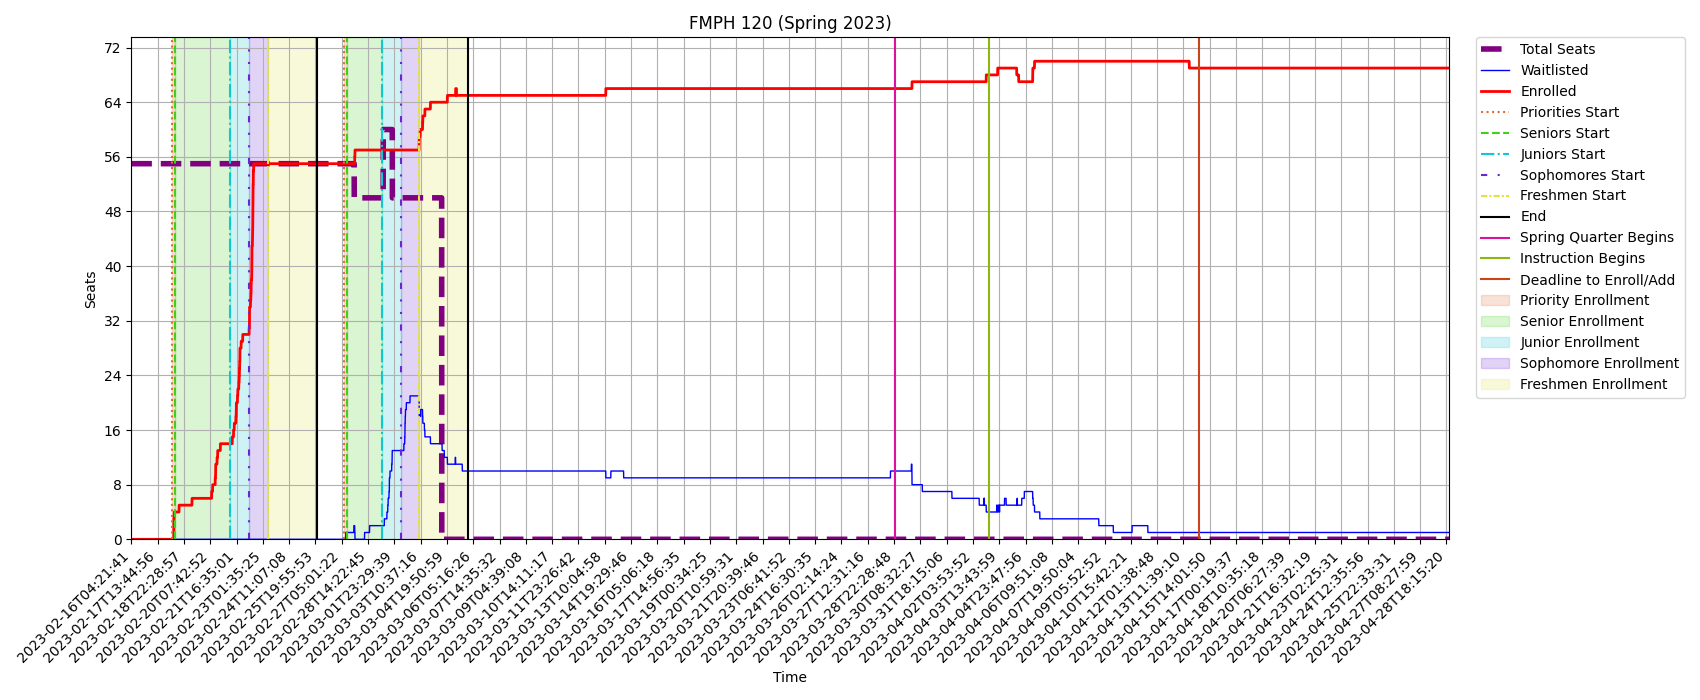 FMPH 120 (Spring 2023)
Seats
72
64
56
48
40
32
24
16
8
0
2023-02-16T04:21:41
2023-02-17T13:44:56
2023-02-18T22:28:57
2023-02-20T07:42:52
2023-02-21T16:35:01
2023-02-23T01:35:25
2023-02-24T11:07:08
2023-02-25T19:55:53
2023-02-27T05:01:22
2023-02-28T14:22:45
2023-03-01T23:29:39
2023-03-03T10:37:16
2023-03-04T19:50:59
2023-03-06T05:16:26
2023-03-07T14:35:32
2023-03-09T04:39:08
2023-03-10T14:11:17
2023-03-11T23:26:42
2023-03-13T10:04:58
2023-03-14T19:29:46
2023-03-16T05:06:18
2023-03-17T14:56:35
2023-03-19T00:34:25
2023-03-20T10:59:31
2023-03-21T20:39:46
2023-03-23T06:41:52
2023-03-24T16:30:35
2023-03-26T02:14:24
2023-03-27T12:31:16
2023-03-28T22:28:48
2023-03-30T08:32:27
2023-03-31T18:15:06
2023-04-02T03:53:52
2023-04-03T13:43:59
2023-04-04T23:47:56
2023-04-06T09:51:08
2023-04-07T19:50:04
2023-04-09T05:52:52
2023-04-10T15:42:21
2023-04-12T01:38:48
2023-04-13T11:39:10
2023-04-15T14:01:50
2023-04-17T00:19:37
2023-04-18T10:35:18
2023-04-20T06:27:39
2023-04-21T16:32:19
2023-04-23T02:25:31
2023-04-24T12:35:56
2023-04-25T22:33:31
2023-04-27T08:27:59
2023-04-28T18:15:20
Time
Total Seats
Waitlisted
Enrolled
Priorities Start
Seniors Start
Juniors Start
Sophomores Start
Freshmen Start
End
Spring Quarter Begins
Instruction Begins
Deadline to Enroll/Add
Priority Enrollment
Senior Enrollment
Junior Enrollment
Sophomore Enrollment
Freshmen Enrollment